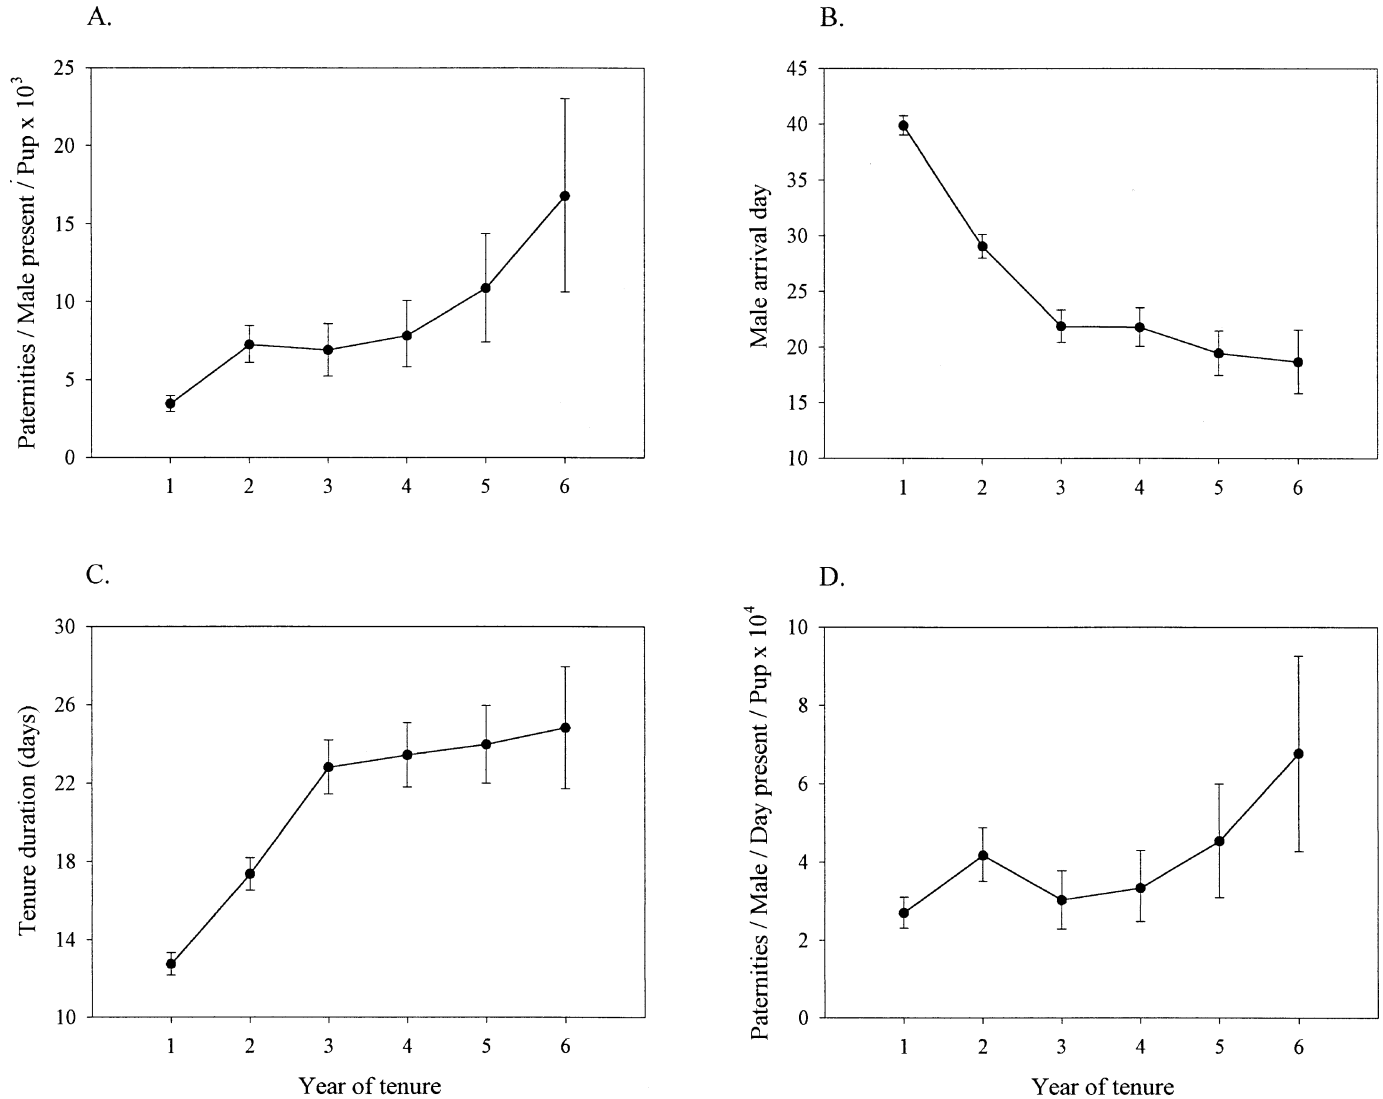 A.
B.
Paternities / Male present / Pup x 10³
25
20
15
10
5
0
1 2 3 4 5 6
Male arrival day
45
40
35
30
25
20
15
10
1 2 3 4 5 6
C.
D.
Tenure duration (days)
30
26
22
18
14
10
1 2 3 4 5 6
Year of tenure
Paternities / Male / Day present / Pup x 10⁴
10
8
6
4
2
0
1 2 3 4 5 6
Year of tenure